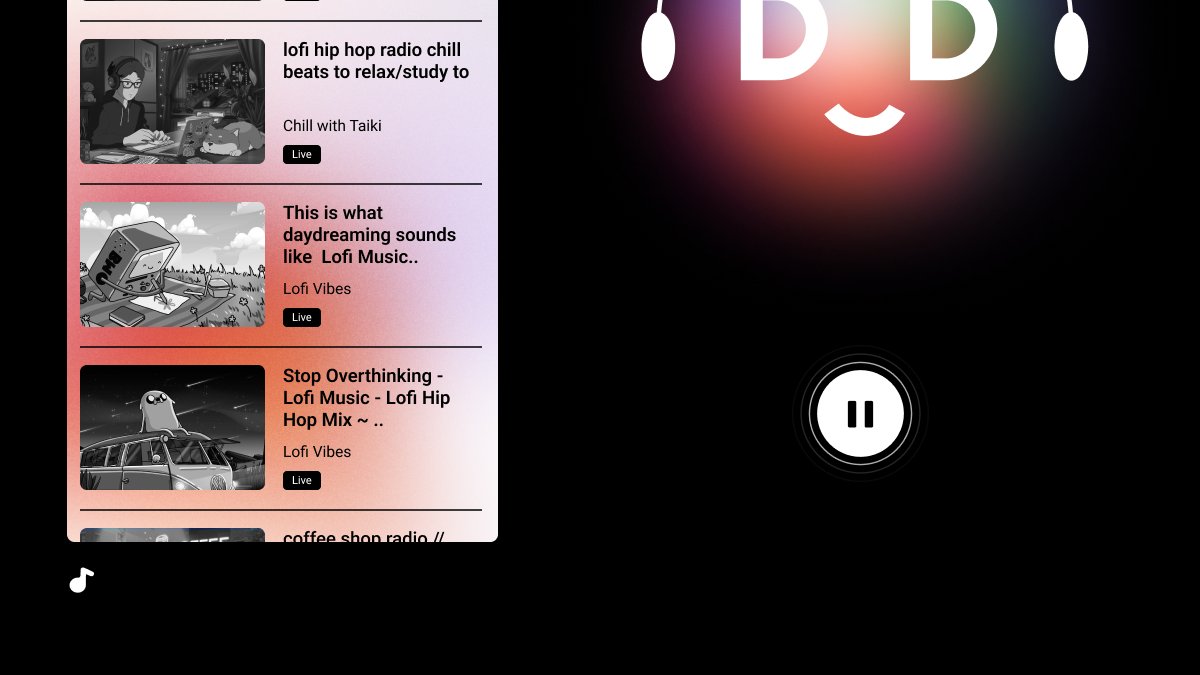 lofi hip hop radio chill
beats to relax/study to
Chill with Taiki
Live
This is what
daydreaming sounds
like  Lofi Music..
Lofi Vibes
Live
BMO
Stop Overthinking -
Lofi Music - Lofi Hip
Hop Mix ~ ..
Lofi Vibes
Live
coffee shop radio //
D D